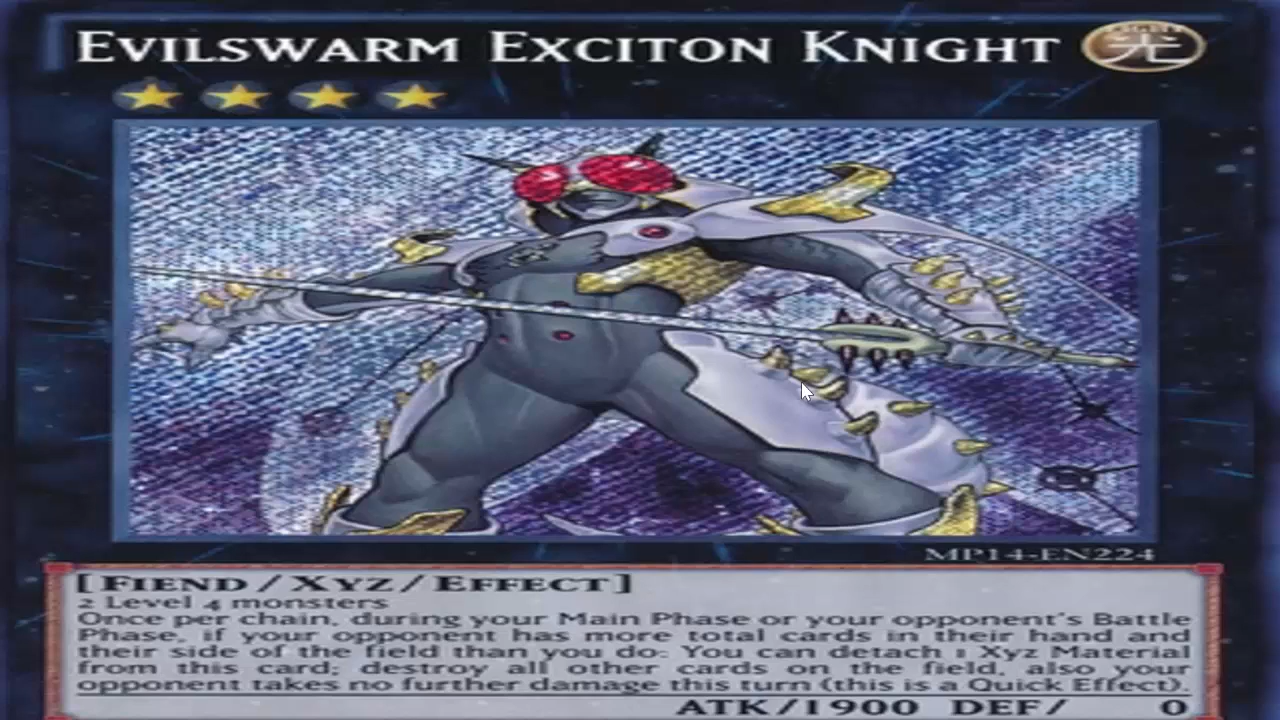 EVILSWARM EXCITON KNIGHT
LIGHT 光
MP14-EN224
[FIEND/XYZ/EFFECT]
2 Level 4 monsters
Once per chain, during your Main Phase or your opponent's Battle
Phase, if your opponent has more total cards in their hand and
their side of the field than you do: You can detach 1 Xyz Material
from this card; destroy all other cards on the field, also your
opponent takes no further damage this turn (this is a Quick Effect).
ATK/1900 DEF/ 0